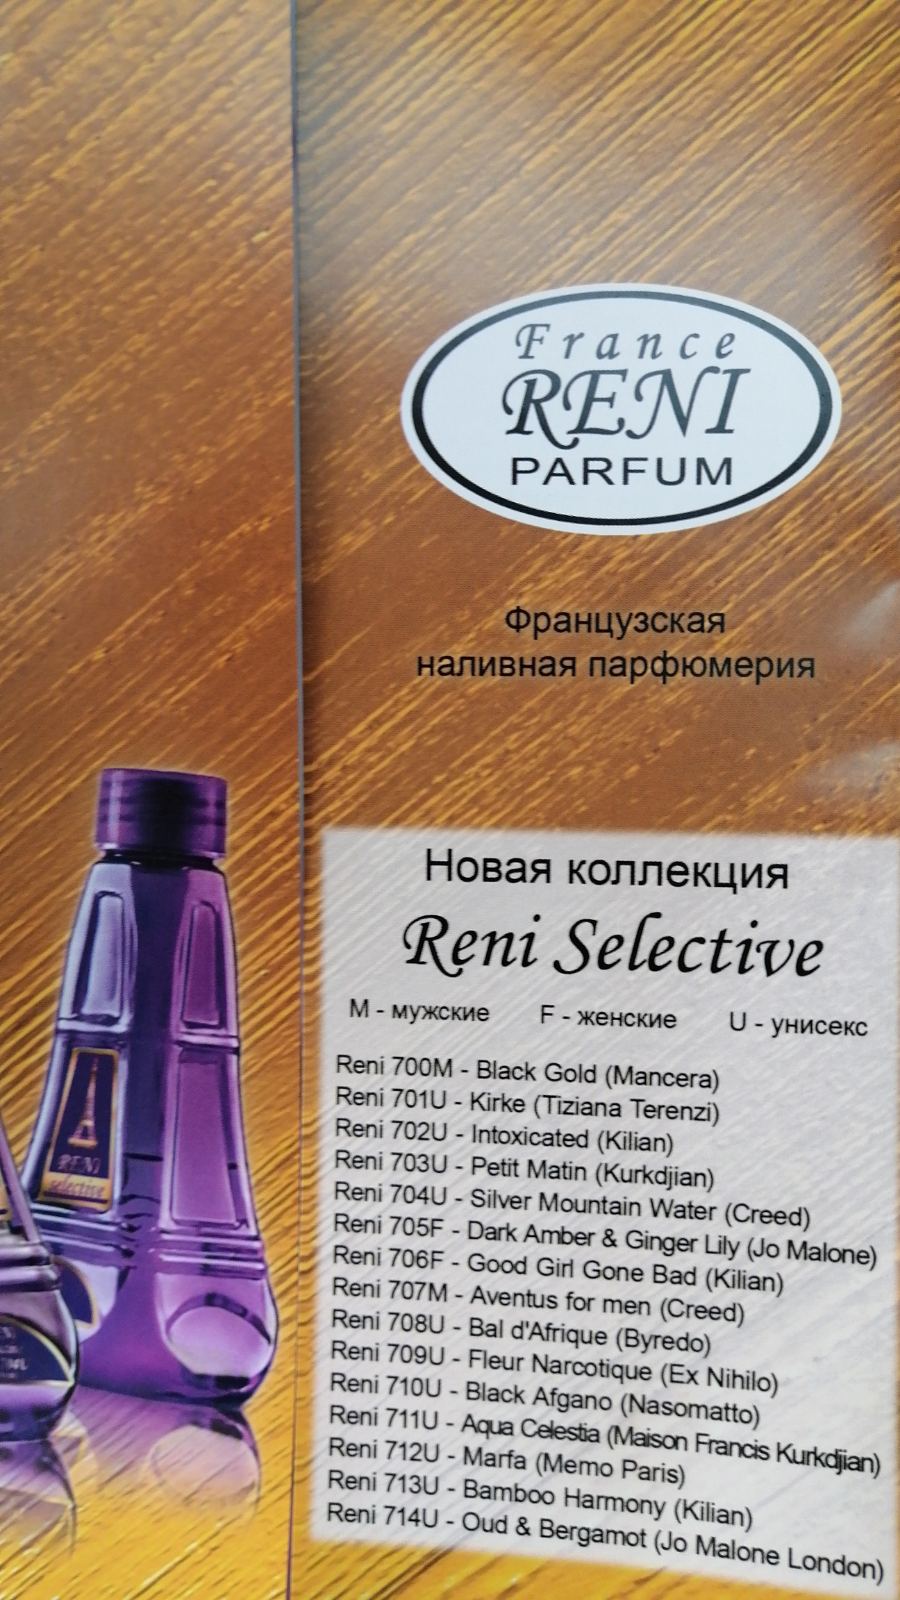 France
RENI
PARFUM
Французская
наливная парфюмерия
Новая коллекция
Reni Selective
M - мужские F - женские U - унисекс
Reni 700M - Black Gold (Mancera)
Reni 701U - Kirke (Tiziana Terenzi)
Reni 702U - Intoxicated (Kilian)
Reni 703U - Petit Matin (Kurkdjian)
Reni 704U - Silver Mountain Water (Creed)
Reni 705F - Dark Amber & Ginger Lily (Jo Malone)
Reni 706F - Good Girl Gone Bad (Kilian)
Reni 707M - Aventus for men (Creed)
Reni 708U - Bal d'Afrique (Byredo)
Reni 709U - Fleur Narcotique (Ex Nihilo)
Reni 710U - Black Afgano (Nasomatto)
Reni 711U - Aqua Celestia (Maison Francis Kurkdjian)
Reni 712U - Marfa (Memo Paris)
Reni 713U - Bamboo Harmony (Kilian)
Reni 714U - Oud & Bergamot (Jo Malone London)
RENI
selective